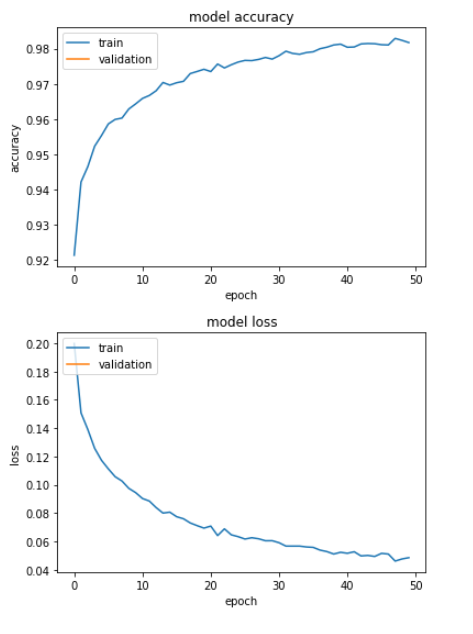 model accuracy
train
validation
0.98
0.97
0.96
0.95
0.94
0.93
0.92
accuracy
0 10 20 30 40 50
epoch
model loss
train
validation
0.20
0.18
0.16
0.14
0.12
0.10
0.08
0.06
0.04
loss
0 10 20 30 40 50
epoch